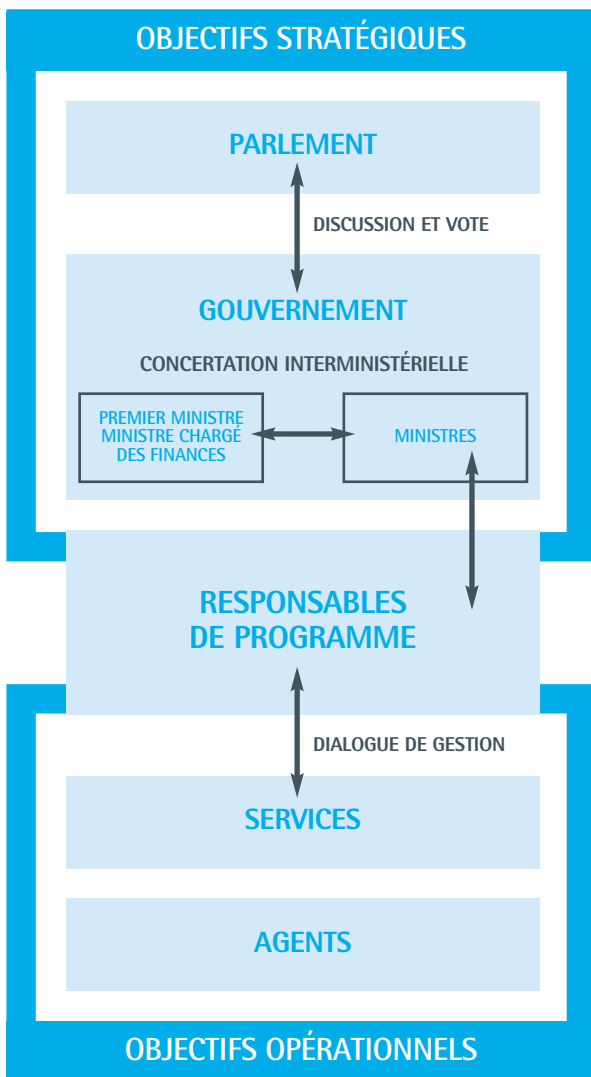 OBJECTIFS STRATÉGIQUES
PARLEMENT
DISCUSSION ET VOTE
GOUVERNEMENT
CONCERTATION INTERMINISTÉRIELLE
PREMIER MINISTRE
MINISTRE CHARGÉ
DES FINANCES
MINISTRES
RESPONSABLES
DE PROGRAMME
DIALOGUE DE GESTION
SERVICES
AGENTS
OBJECTIFS OPÉRATIONNELS